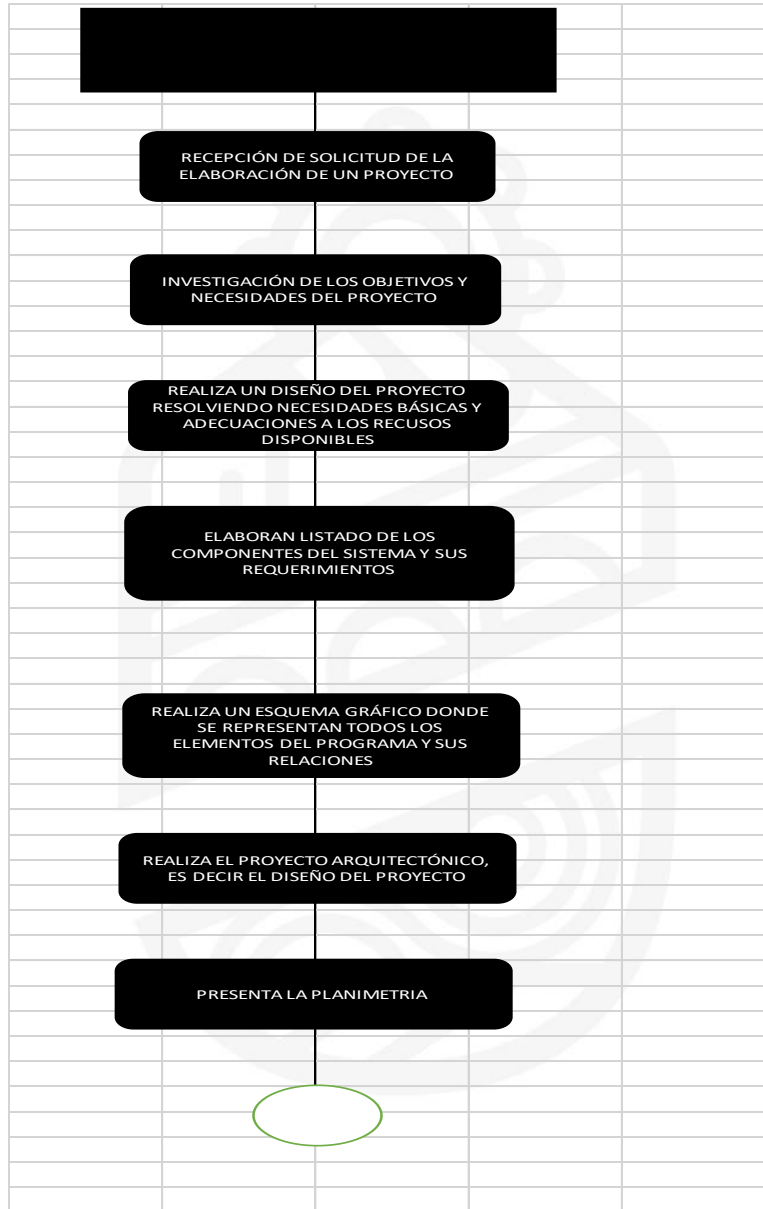 RECEPCIÓN DE SOLICITUD DE LA
ELABORACIÓN DE UN PROYECTO
INVESTIGACIÓN DE LOS OBJETIVOS Y
NECESIDADES DEL PROYECTO
REALIZA UN DISEÑO DEL PROYECTO
RESOLVIENDO NECESIDADES BÁSICAS Y
ADECUACIONES A LOS RECUSOS
DISPONIBLES
ELABORAN LISTADO DE LOS
COMPONENTES DEL SISTEMA Y SUS
REQUERIMIENTOS
REALIZA UN ESQUEMA GRÁFICO DONDE
SE REPRESENTAN TODOS LOS
ELEMENTOS DEL PROGRAMA Y SUS
RELACIONES
REALIZA EL PROYECTO ARQUITECTÓNICO,
ES DECIR EL DISEÑO DEL PROYECTO
PRESENTA LA PLANIMETRIA